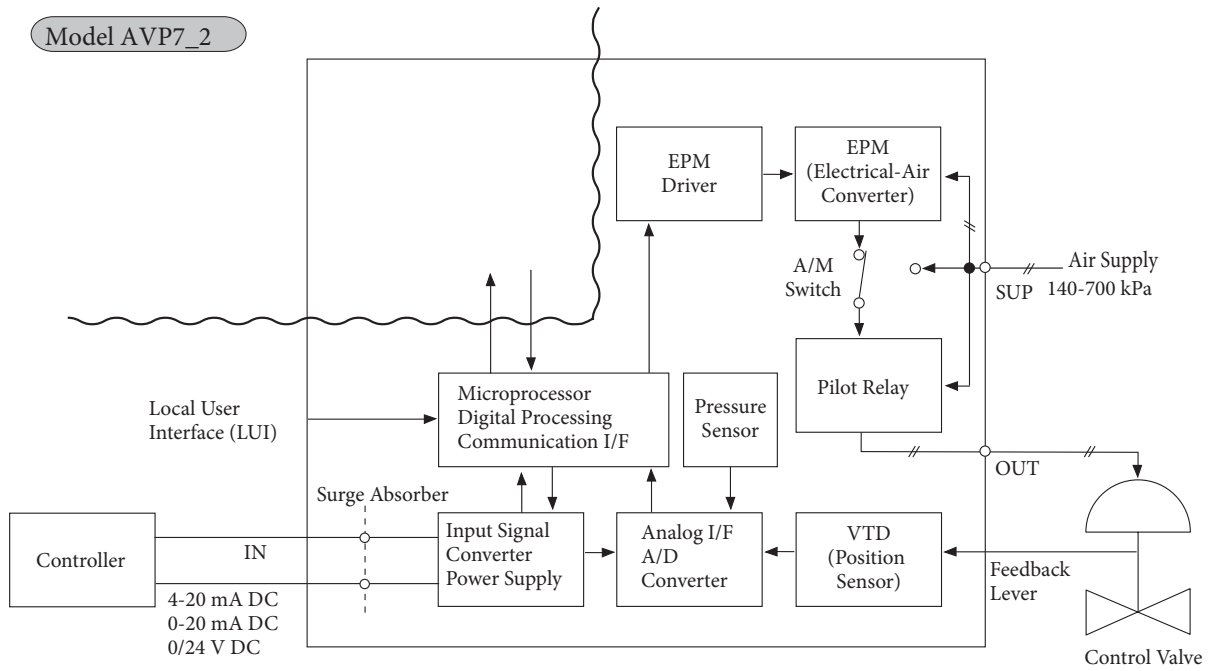 Model AVP7_2
EPM
Driver
EPM
(Electrical-Air
Converter)
A/M
Switch
Air Supply
SUP
140-700 kPa
Pilot Relay
Local User
Interface (LUI)
Microprocessor
Digital Processing
Communication I/F
Pressure
Sensor
OUT
Surge Absorber
Controller
IN
4-20 mA DC
0-20 mA DC
0/24 V DC
Input Signal
Converter
Power Supply
Analog I/F
A/D
Converter
VTD
(Position
Sensor)
Feedback
Lever
Control Valve